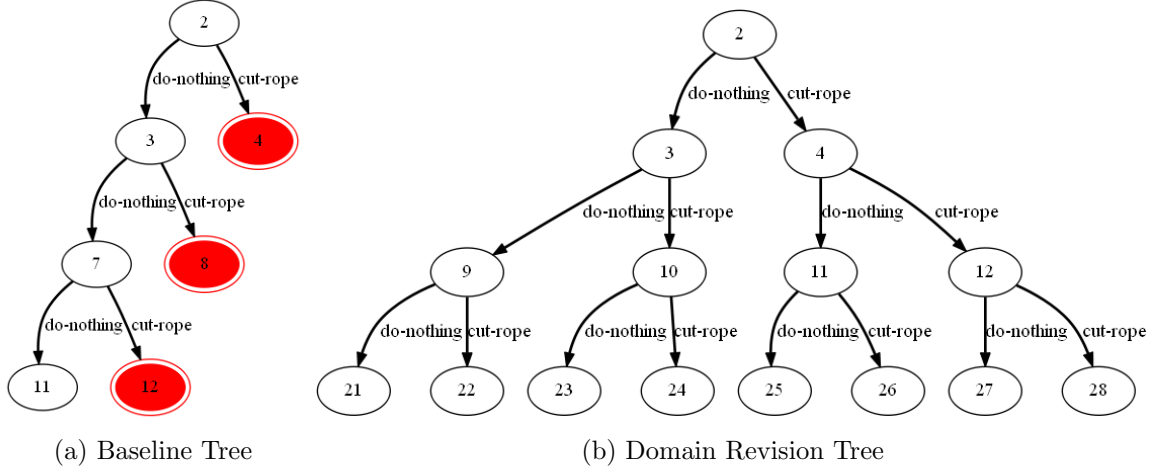 2
do-nothing cut-rope
3 4
do-nothing cut-rope
7 8
do-nothing cut-rope
11 12
(a) Baseline Tree
2
do-nothing cut-rope
3 4
do-nothing cut-rope do-nothing cut-rope
9 10 11 12
do-nothing cut-rope do-nothing cut-rope do-nothing cut-rope do-nothing cut-rope
21 22 23 24 25 26 27 28
(b) Domain Revision Tree